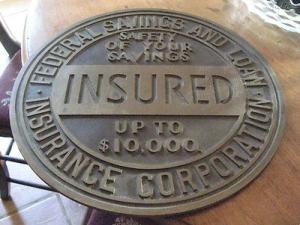 · FEDERAL SAVINGS AND LOAN ·
SAFETY
OF YOUR
SAVINGS
INSURED
UP TO
$10,000
INSURANCE CORPORATION